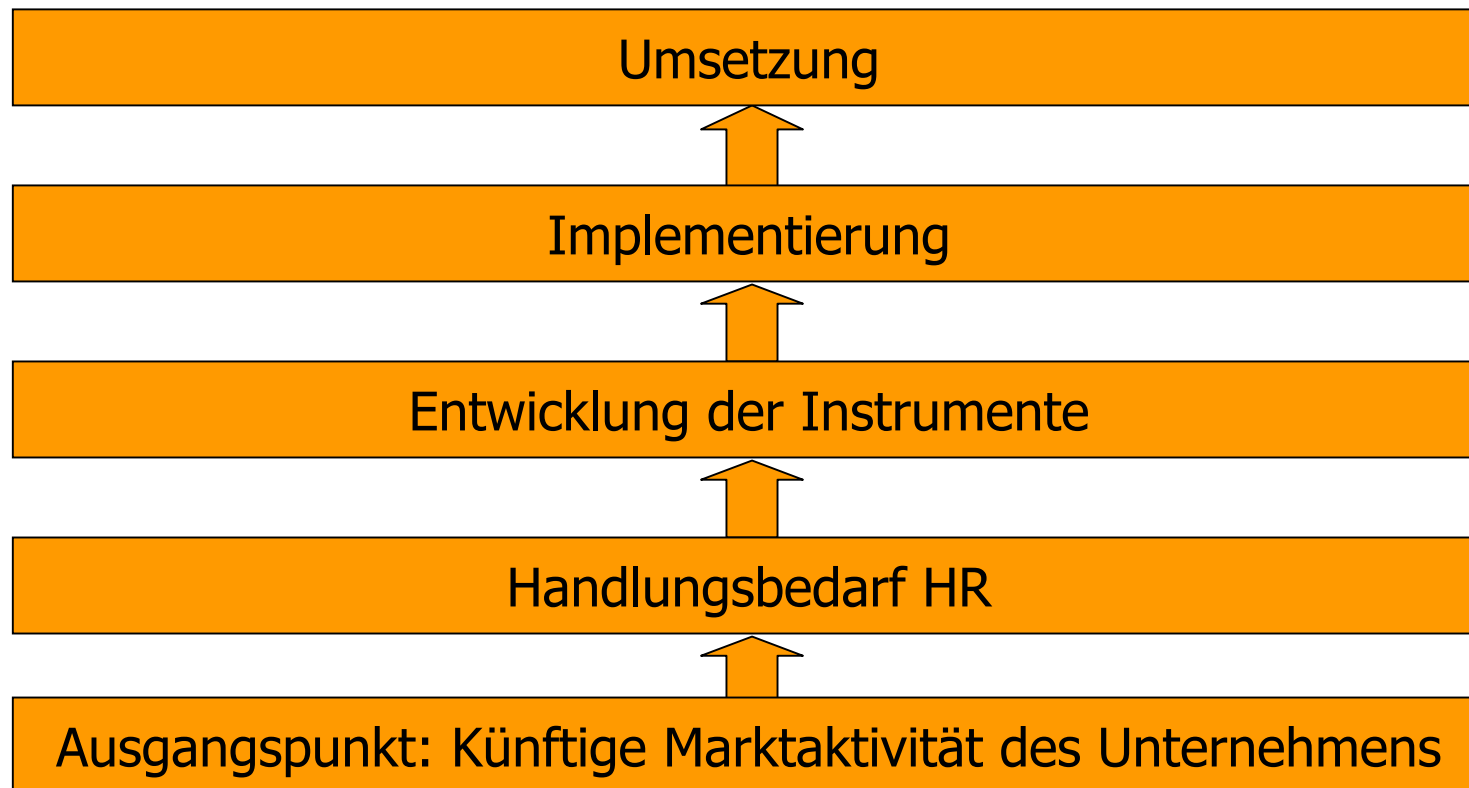 Umsetzung
Implementierung
Entwicklung der Instrumente
Handlungsbedarf HR
Ausgangspunkt: Künftige Marktaktivität des Unternehmens